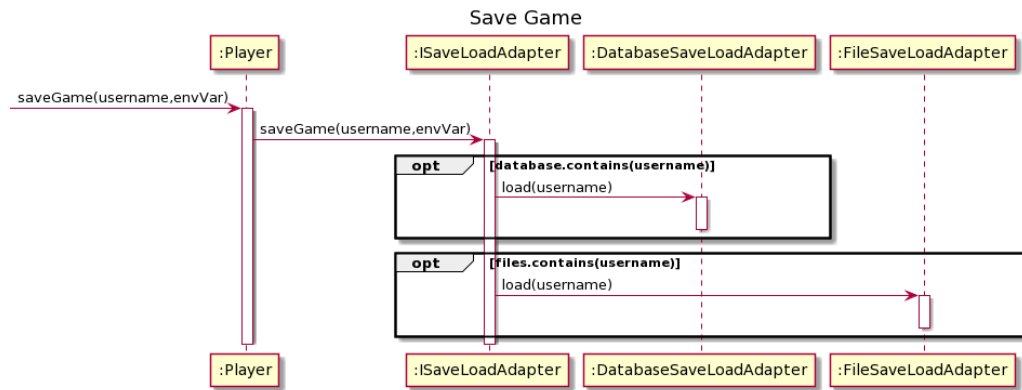 Save Game
:Player :ISaveLoadAdapter :DatabaseSaveLoadAdapter :FileSaveLoadAdapter
saveGame(username,envVar)
saveGame(username,envVar)
opt [database.contains(username)]
load(username)
opt [files.contains(username)]
load(username)
:Player :ISaveLoadAdapter :DatabaseSaveLoadAdapter :FileSaveLoadAdapter